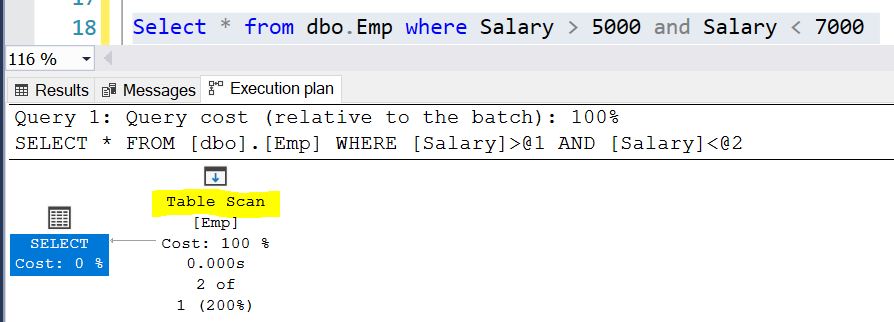 17
18 Select * from dbo.Emp where Salary > 5000 and Salary < 7000
116 %
Results Messages Execution plan
Query 1: Query cost (relative to the batch): 100%
SELECT * FROM [dbo].[Emp] WHERE [Salary]>@1 AND [Salary]<@2
Table Scan
[Emp]
Cost: 100 %
0.000s
2 of
1 (200%)
SELECT
Cost: 0 %